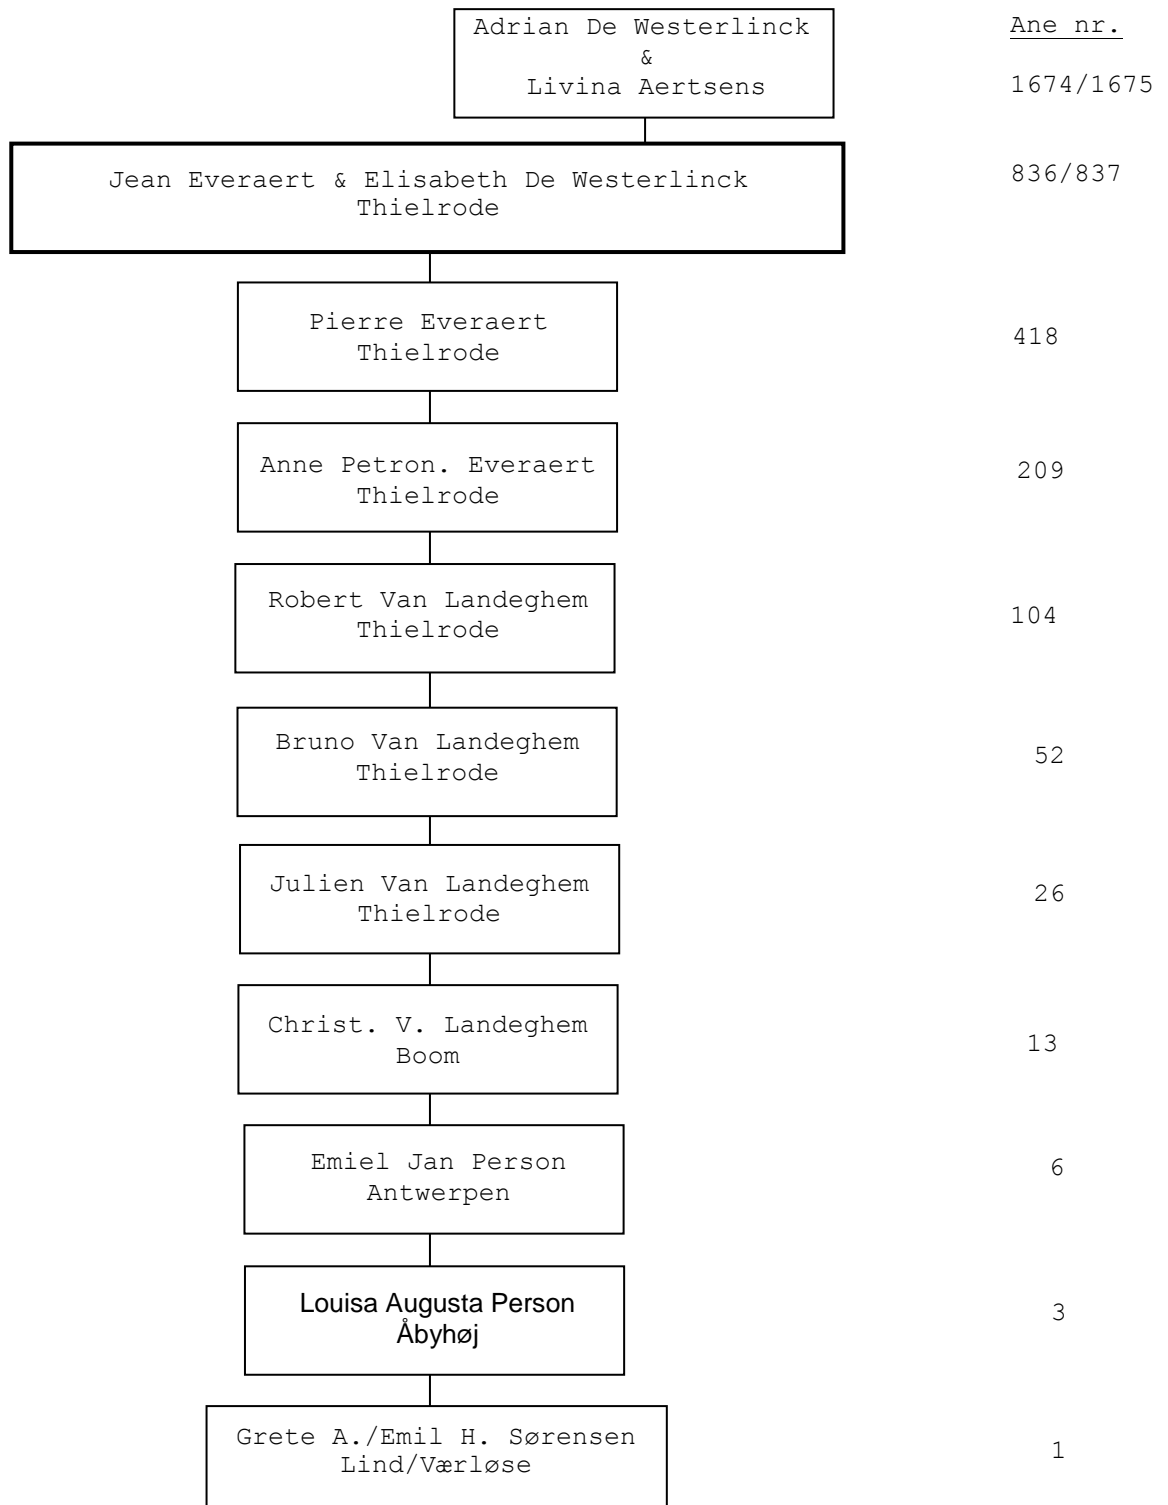 Adrian De Westerlinck
&
Livina Aertsens
Ane nr.
1674/1675
Jean Everaert & Elisabeth De Westerlinck
Thielrode
836/837
Pierre Everaert
Thielrode
418
Anne Petron. Everaert
Thielrode
209
Robert Van Landeghem
Thielrode
104
Bruno Van Landeghem
Thielrode
52
Julien Van Landeghem
Thielrode
26
Christ. V. Landeghem
Boom
13
Emiel Jan Person
Antwerpen
6
Louisa Augusta Person
Åbyhøj
3
Grete A./Emil H. Sørensen
Lind/Værløse
1